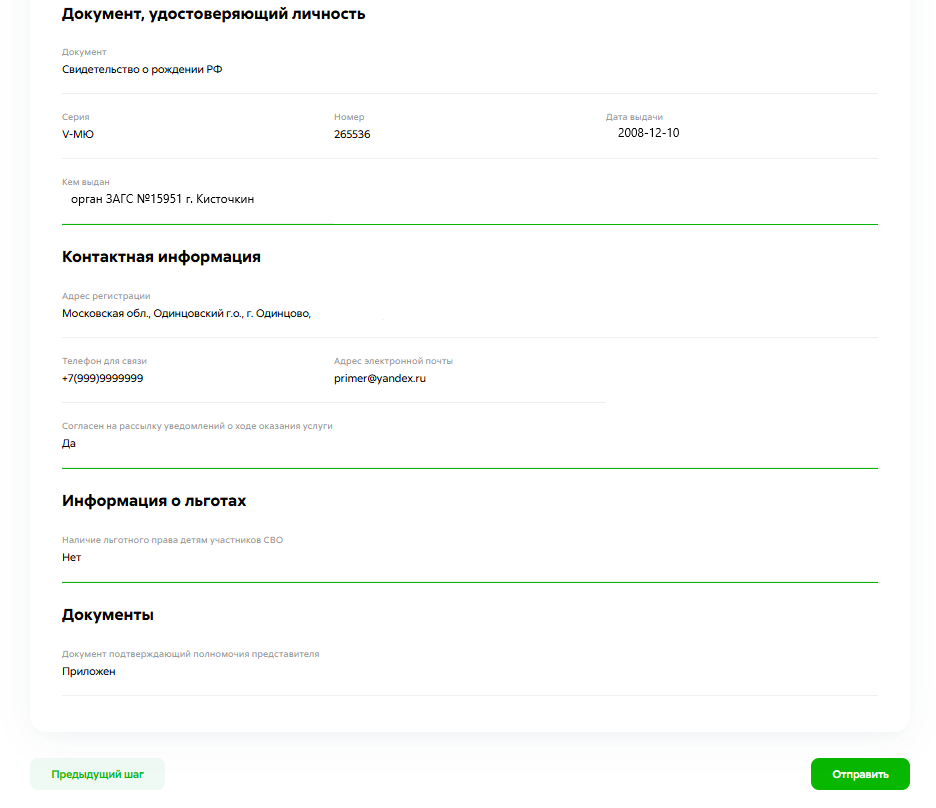 Документ, удостоверяющий личность
Документ
Свидетельство о рождении РФ
Серия Номер Дата выдачи
V-МЮ 265536 2008-12-10
Кем выдан
орган ЗАГС №15951 г. Кисточкин
Контактная информация
Адрес регистрации
Московская обл., Одинцовский г.о., г. Одинцово,
Телефон для связи Адрес электронной почты
+7(999)9999999 primer@yandex.ru
Согласен на рассылку уведомлений о ходе оказания услуги
Да
Информация о льготах
Наличие льготного права детям участников СВО
Нет
Документы
Документ подтверждающий полномочия представителя
Приложен
Предыдущий шаг Отправить